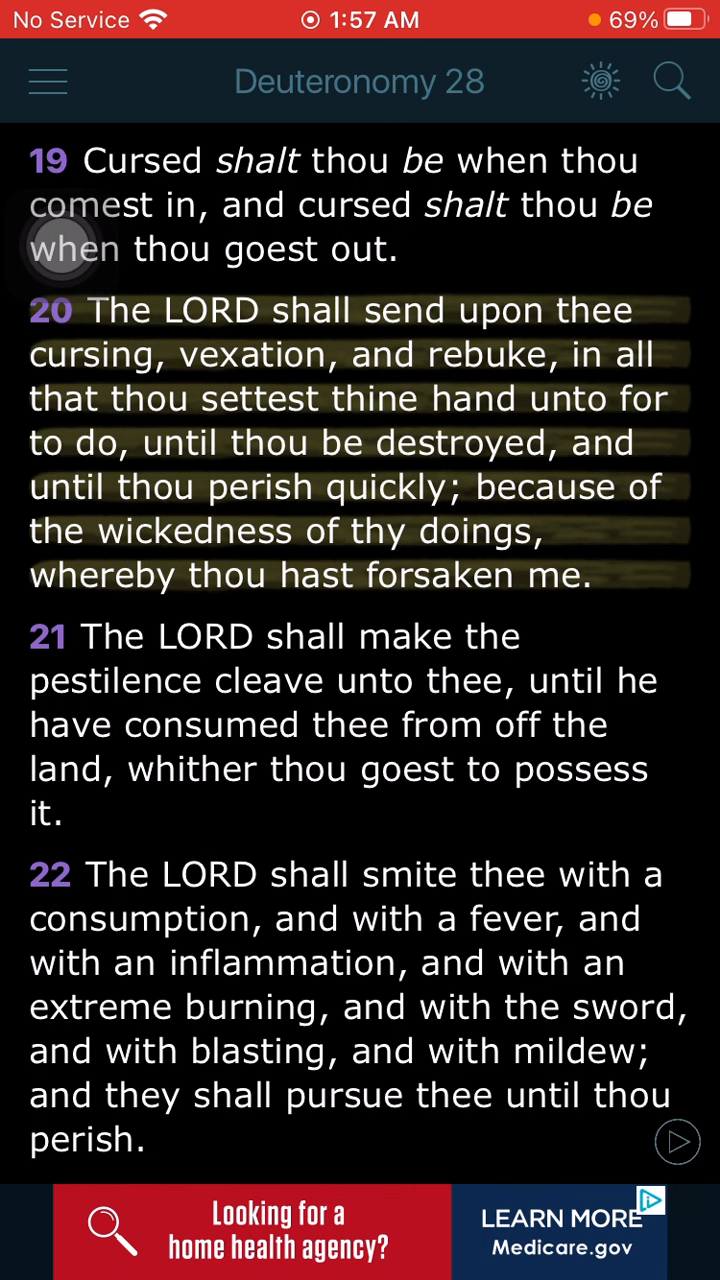 No Service 1:57 AM 69%
Deuteronomy 28
19 Cursed shalt thou be when thou
comest in, and cursed shalt thou be
when thou goest out.
20 The LORD shall send upon thee
cursing, vexation, and rebuke, in all
that thou settest thine hand unto for
to do, until thou be destroyed, and
until thou perish quickly; because of
the wickedness of thy doings,
whereby thou hast forsaken me.
21 The LORD shall make the
pestilence cleave unto thee, until he
have consumed thee from off the
land, whither thou goest to possess
it.
22 The LORD shall smite thee with a
consumption, and with a fever, and
with an inflammation, and with an
extreme burning, and with the sword,
and with blasting, and with mildew;
and they shall pursue thee until thou
perish.
Looking for a
home health agency?
LEARN MORE
Medicare.gov